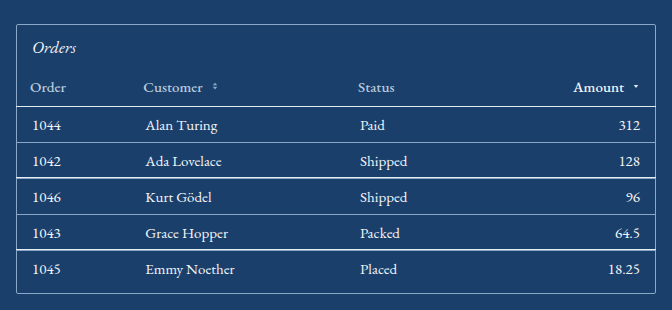 Orders
Order Customer Status Amount
1044 Alan Turing Paid 312
1042 Ada Lovelace Shipped 128
1046 Kurt Gödel Shipped 96
1043 Grace Hopper Packed 64.5
1045 Emmy Noether Placed 18.25